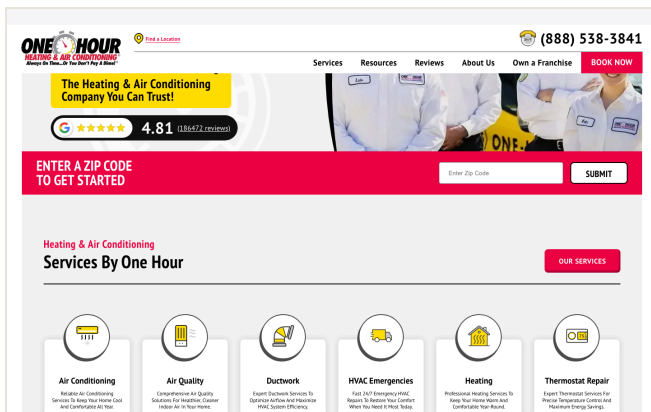 ONE HOUR
HEATING & AIR CONDITIONING
Always On Time...Or You Don't Pay A Dime!
Find a Location
(888) 538-3841
Services Resources Reviews About Us Own a Franchise BOOK NOW
The Heating & Air Conditioning
Company You Can Trust!
G 4.81 (186472 reviews)
ENTER A ZIP CODE
TO GET STARTED
Enter Zip Code
SUBMIT
Heating & Air Conditioning
Services By One Hour
OUR SERVICES
Air Conditioning
Reliable Air Conditioning
Services To Keep Your Home Cool
And Comfortable All Year.
Air Quality
Comprehensive Air Quality
Solutions For Healthier, Cleaner
Indoor Air In Your Home.
Ductwork
Expert Ductwork Services To
Optimize Airflow And Maximize
HVAC System Efficiency.
HVAC Emergencies
Fast 24/7 Emergency HVAC
Repairs To Restore Your Comfort
When You Need It Most Today.
Heating
Professional Heating Services To
Keep Your Home Warm And
Comfortable Year-Round.
Thermostat Repair
Expert Thermostat Services For
Precise Temperature Control And
Maximum Energy Savings.